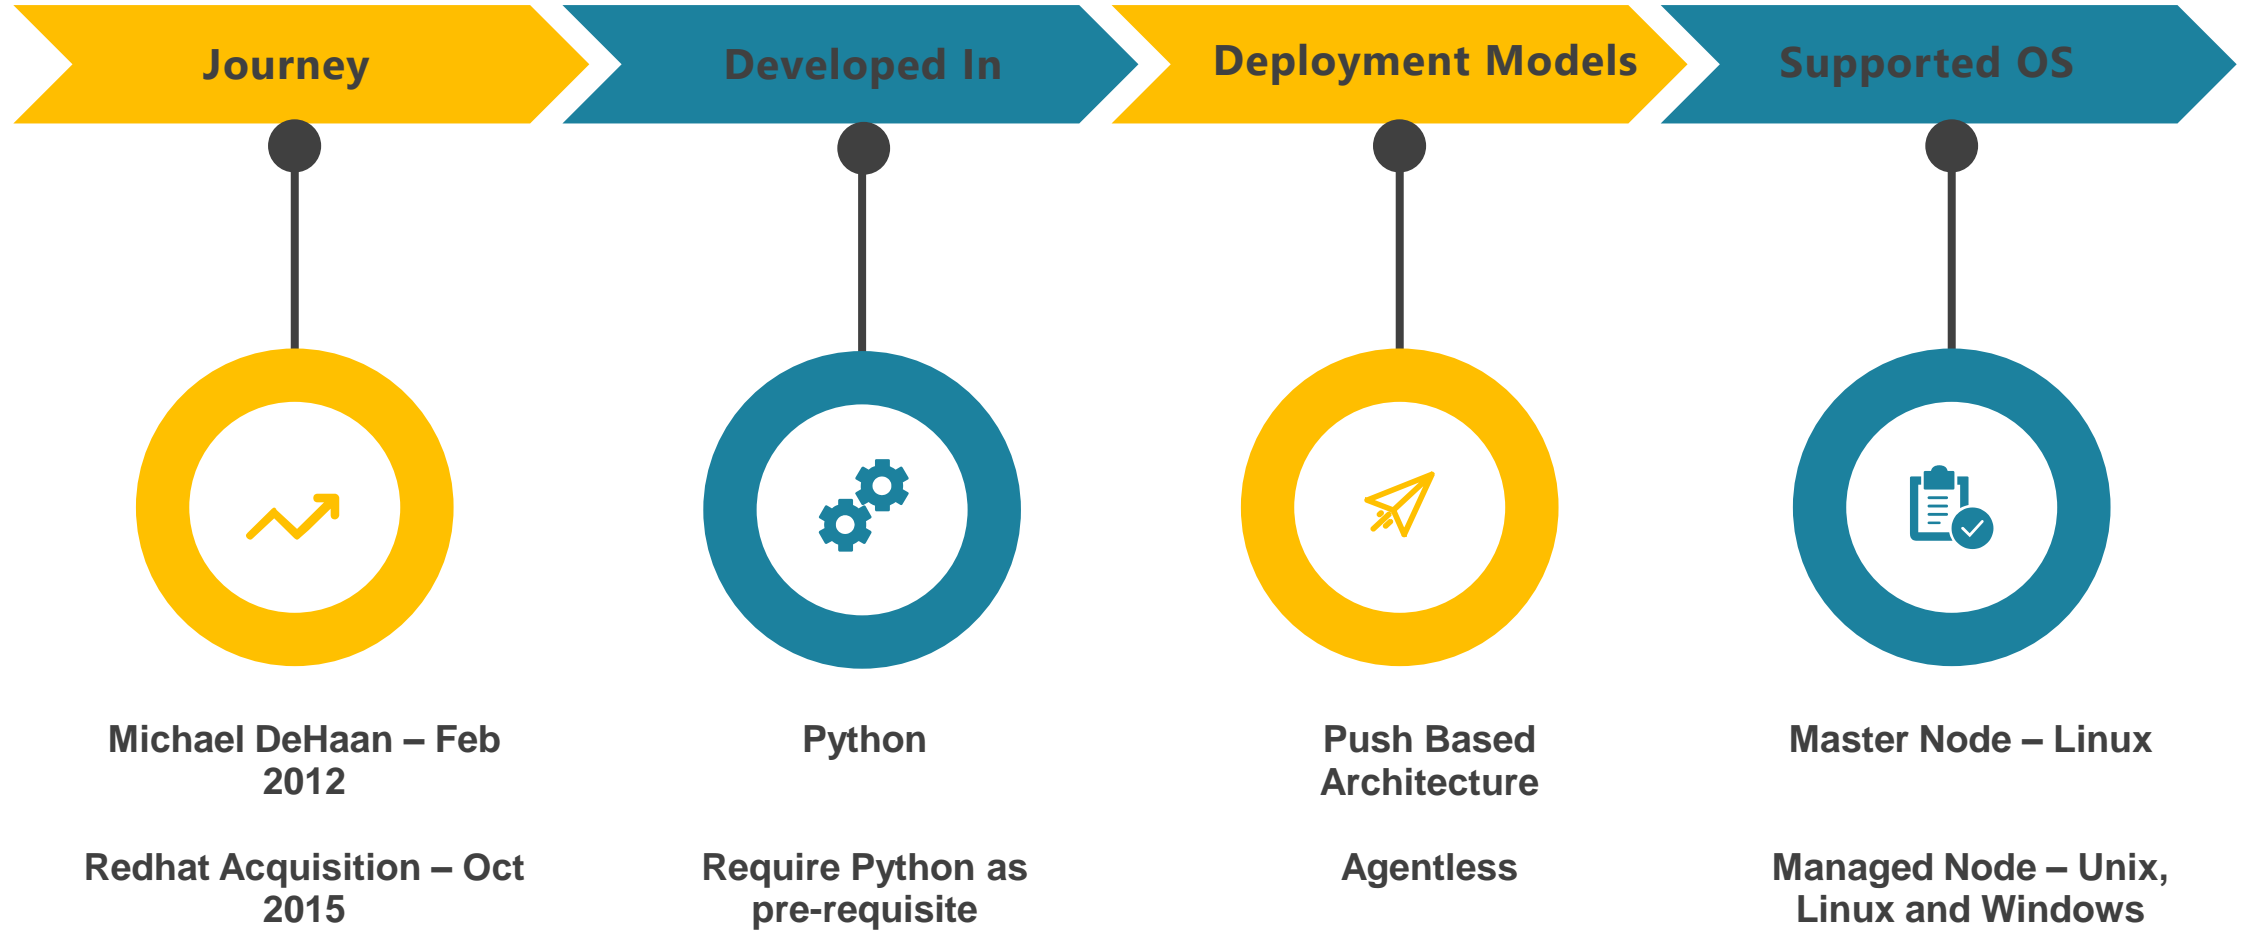 Journey
Developed In
Deployment Models
Supported OS
Michael DeHaan – Feb
2012
Redhat Acquisition – Oct
2015
Python
Require Python as
pre-requisite
Push Based
Architecture
Agentless
Master Node – Linux
Managed Node – Unix,
Linux and Windows